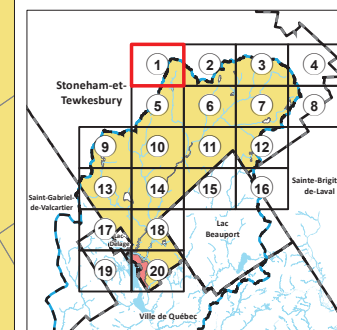 1
2
3
4
Stoneham-et-
Tewkesbury
5
6
7
8
9
10
11
12
Saint-Gabriel-
de-Valcartier
13
14
15
16
Sainte-Brigit
de-Laval
17
Lac-
Delage
18
Lac
Beauport
19
20
Ville de Québec